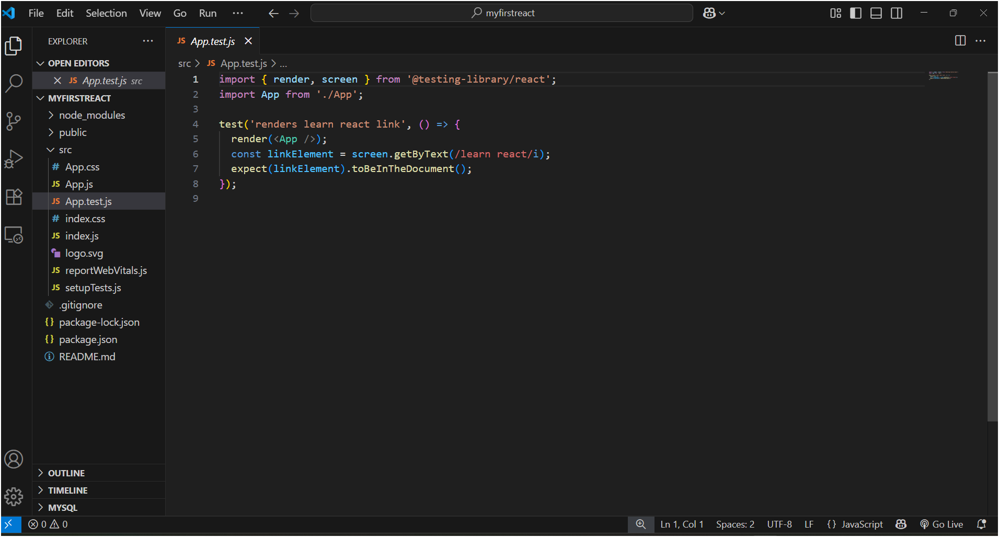 File Edit Selection View Go Run ...
myfirstreact
EXPLORER
OPEN EDITORS
JS App.test.js src
MYFIRSTREACT
node_modules
public
src
# App.css
JS App.js
JS App.test.js
# index.css
JS index.js
logo.svg
JS reportWebVitals.js
JS setupTests.js
.gitignore
{} package-lock.json
{} package.json
README.md
OUTLINE
TIMELINE
MYSQL
JS App.test.js
src > JS App.test.js > ...
1 import { render, screen } from '@testing-library/react';
2 import App from './App';
3
4 test('renders learn react link', () => {
5 render(<App />);
6 const linkElement = screen.getByText(/learn react/i);
7 expect(linkElement).toBeInTheDocument();
8 });
9
0 0
Ln 1, Col 1 Spaces: 2 UTF-8 LF {} JavaScript Go Live